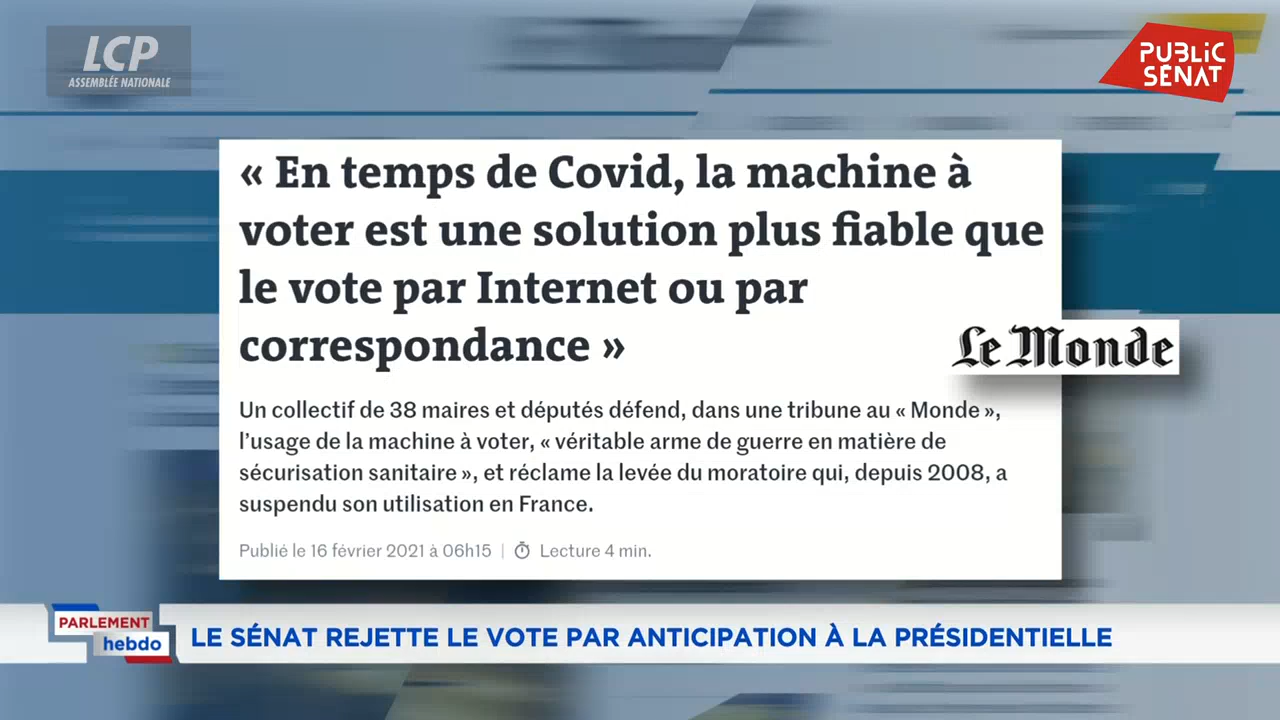 LCP
ASSEMBLÉE NATIONALE
PUBLIC
SÉNAT
« En temps de Covid, la machine à
voter est une solution plus fiable que
le vote par Internet ou par
correspondance »
Le Monde
Un collectif de 38 maires et députés défend, dans une tribune au « Monde »,
l’usage de la machine à voter, « véritable arme de guerre en matière de
sécurisation sanitaire », et réclame la levée du moratoire qui, depuis 2008, a
suspendu son utilisation en France.
Publié le 16 février 2021 à 06h15 | Lecture 4 min.
PARLEMENT
hebdo
LE SÉNAT REJETTE LE VOTE PAR ANTICIPATION À LA PRÉSIDENTIELLE